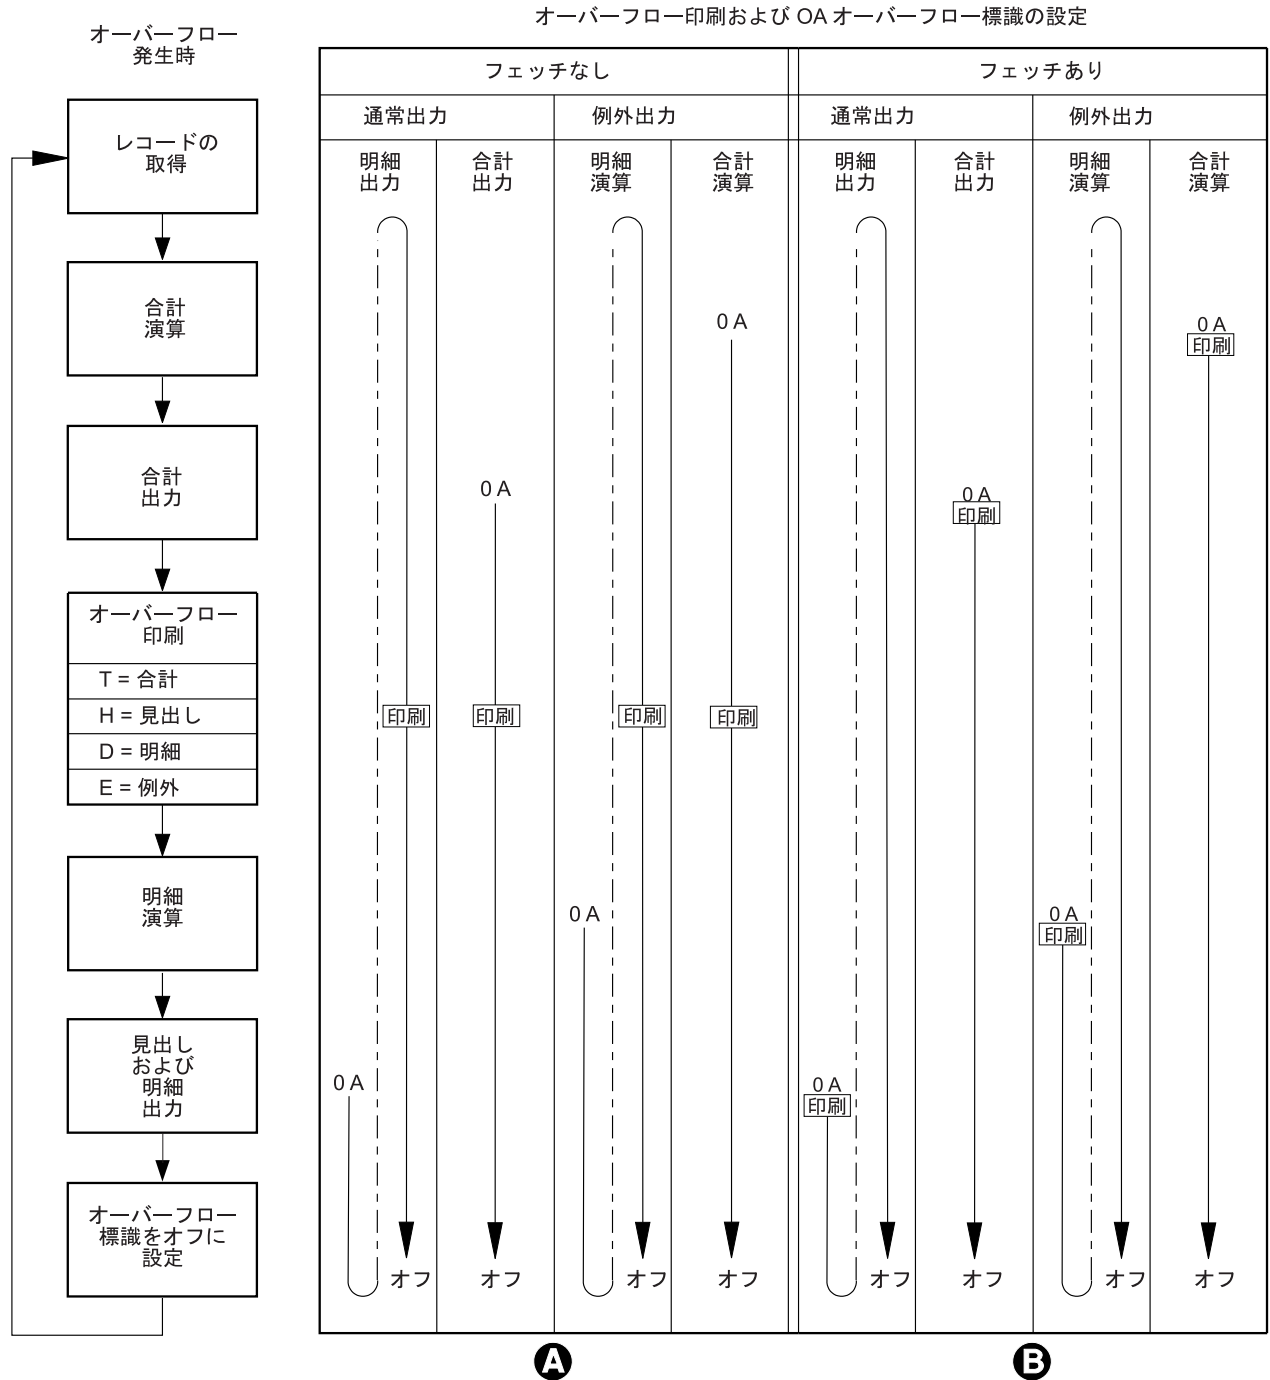 オーバーフロー印刷および OA オーバーフロー標識の設定
オーバーフロー
発生時
レコードの
取得
合計
演算
合計
出力
オーバーフロー
印刷
T = 合計
H = 見出し
D = 明細
E = 例外
明細
演算
見出し
および
明細
出力
オーバーフロー
標識をオフに
設定
フェッチなし
フェッチあり
通常出力
例外出力
通常出力
例外出力
明細
出力
合計
出力
明細
演算
合計
演算
明細
出力
合計
出力
明細
演算
合計
演算
0 A
0 A
印刷
0 A
0 A
印刷
印刷
印刷
印刷
印刷
0 A
0 A
印刷
0 A
0 A
印刷
オフ
オフ
オフ
オフ
オフ
オフ
オフ
オフ
A
B